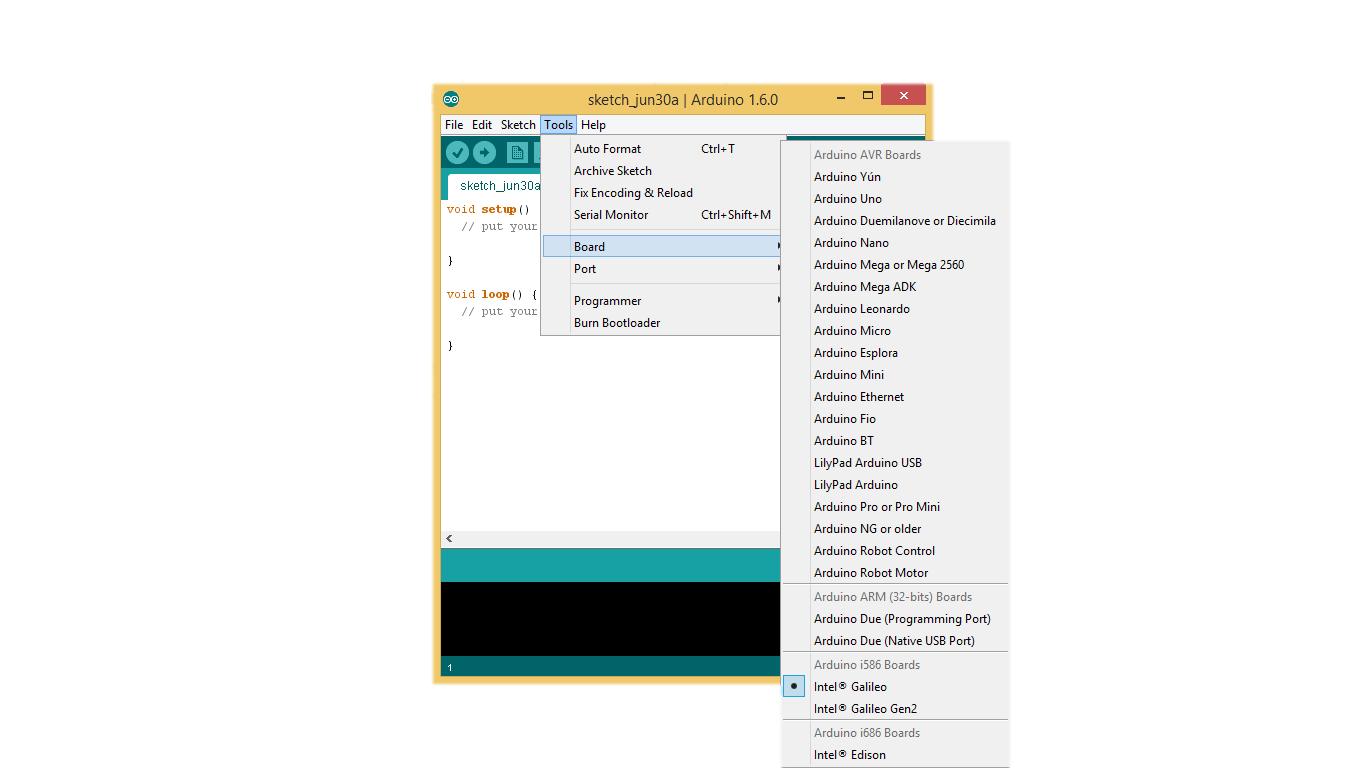 sketch_jun30a | Arduino 1.6.0
File Edit Sketch Tools Help
sketch_jun30a
void setup()
// put your
}
void loop() {
// put your
}
1
Auto Format Ctrl+T
Archive Sketch
Fix Encoding & Reload
Serial Monitor Ctrl+Shift+M
Board
Port
Programmer
Burn Bootloader
Arduino AVR Boards
Arduino Yún
Arduino Uno
Arduino Duemilanove or Diecimila
Arduino Nano
Arduino Mega or Mega 2560
Arduino Mega ADK
Arduino Leonardo
Arduino Micro
Arduino Esplora
Arduino Mini
Arduino Ethernet
Arduino Fio
Arduino BT
LilyPad Arduino USB
LilyPad Arduino
Arduino Pro or Pro Mini
Arduino NG or older
Arduino Robot Control
Arduino Robot Motor
Arduino ARM (32-bits) Boards
Arduino Due (Programming Port)
Arduino Due (Native USB Port)
Arduino i586 Boards
Intel® Galileo
Intel® Galileo Gen2
Arduino i686 Boards
Intel® Edison